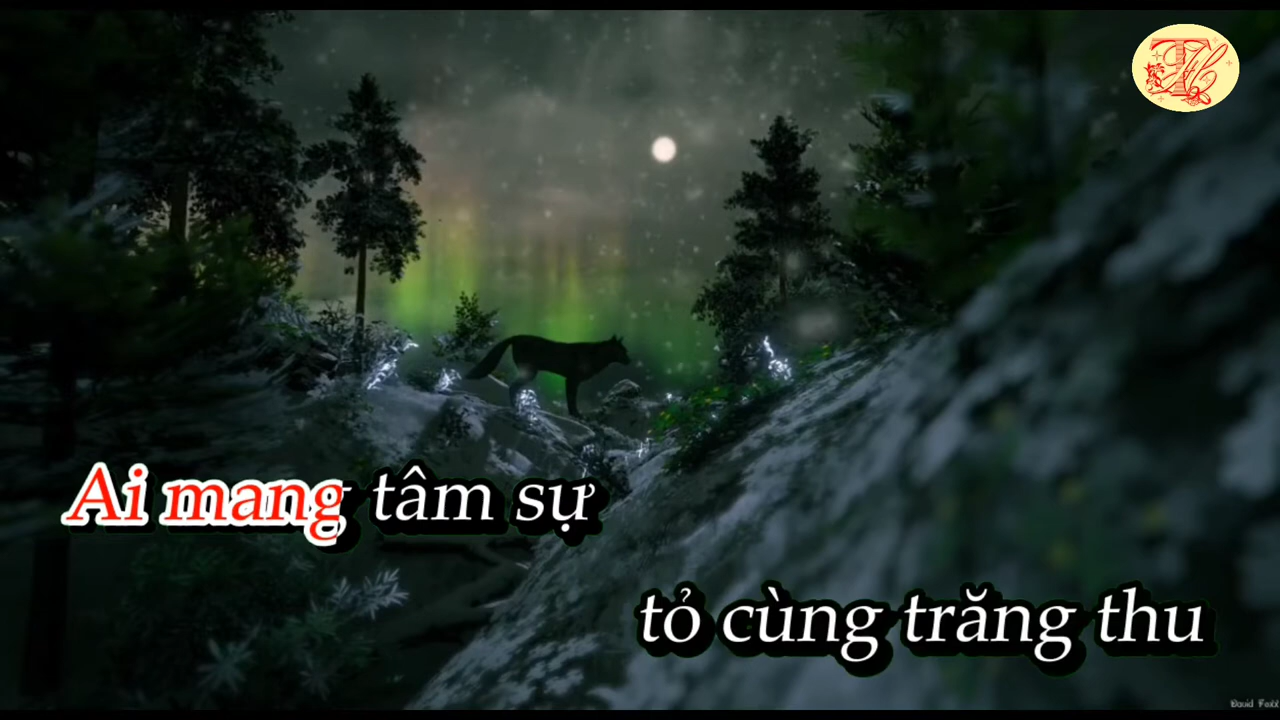 Ai mang tâm sự
tỏ cùng trăng thu